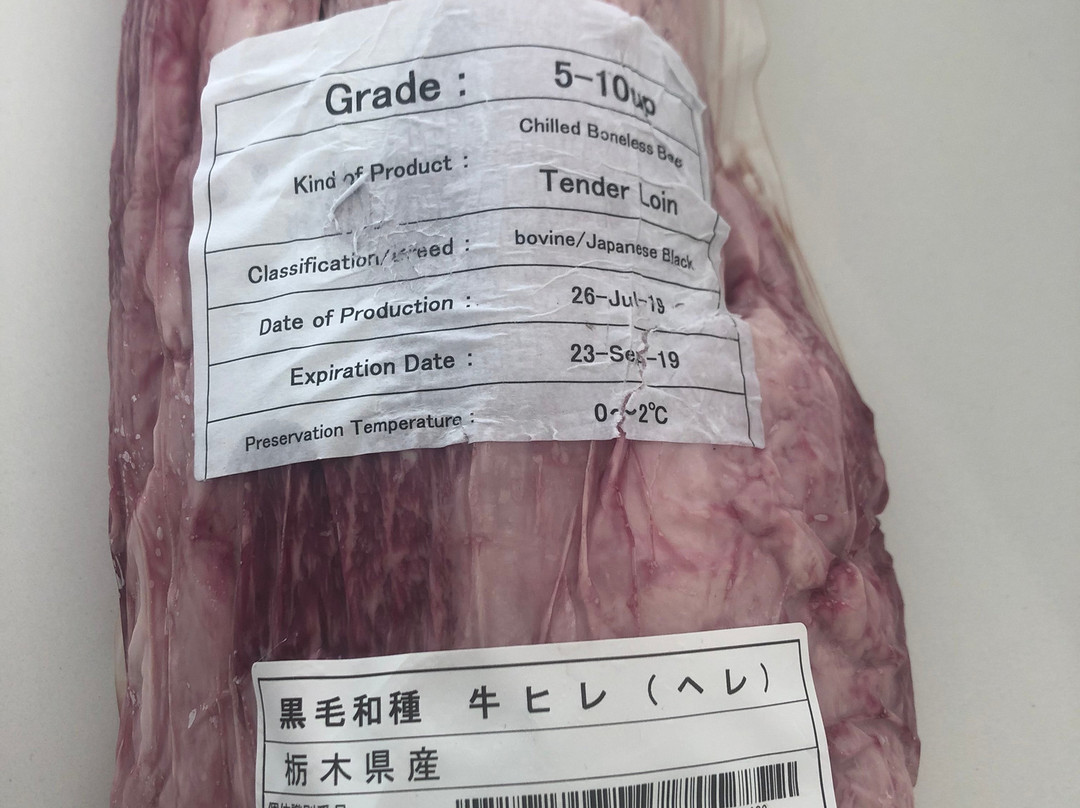 Grade : 5-10up
Chilled Boneless
Kind of Product :
Tender Loin
Classification/ : bovine/Japanese Black
Date of Production : 26-Jul-19
Expiration Date : 23-Sep-19
Preservation Temperature : 0~2℃
黒毛和種 牛ヒレ(ヘレ)
栃木県産